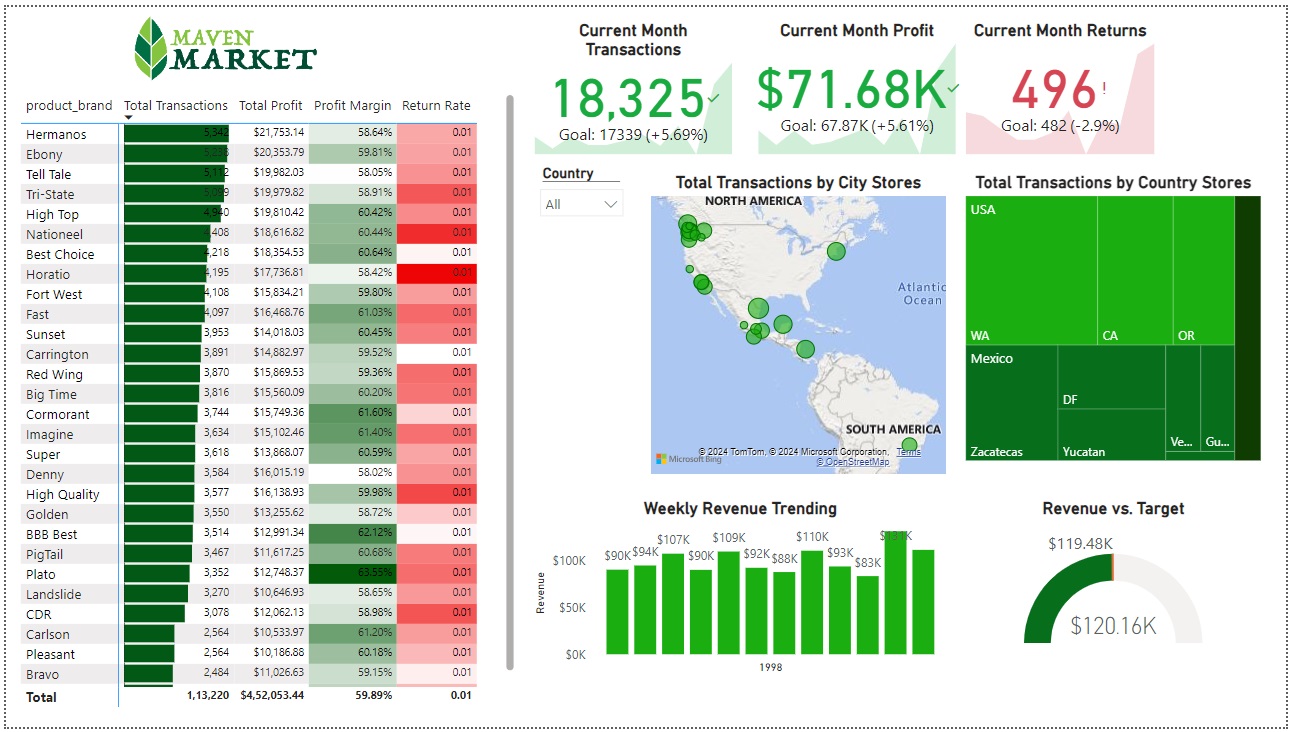 MAVEN
MARKET
product_brand Total Transactions Total Profit Profit Margin Return Rate
Hermanos 5,342 $21,753.14 58.64% 0.01
Ebony $20,353.79 59.81% 0.01
Tell Tale 5,112 $19,982.03 58.05% 0.01
Tri-State 5,099 $19,979.82 58.91% 0.01
High Top 4,940 $19,810.42 60.42% 0.01
Nationeel 4,408 $18,616.82 60.44% 0.01
Best Choice 4,218 $18,354.53 60.64% 0.01
Horatio 4,195 $17,736.81 58.42% 0.01
Fort West 4,108 $15,834.21 59.80% 0.01
Fast 4,097 $16,468.76 61.03% 0.01
Sunset 3,953 $14,018.03 60.45% 0.01
Carrington 3,891 $14,882.97 59.52% 0.01
Red Wing 3,870 $15,869.53 59.36% 0.01
Big Time 3,816 $15,560.09 60.20% 0.01
Cormorant 3,744 $15,749.36 61.60% 0.01
Imagine 3,634 $15,102.46 61.40% 0.01
Super 3,618 $13,868.07 60.59% 0.01
Denny 3,584 $16,015.19 58.02% 0.01
High Quality 3,577 $16,138.93 59.98% 0.01
Golden 3,550 $13,255.62 58.72% 0.01
BBB Best 3,514 $12,991.34 62.12% 0.01
PigTail 3,467 $11,617.25 60.68% 0.01
Plato 3,352 $12,748.37 63.55% 0.01
Landslide 3,270 $10,646.93 58.65% 0.01
CDR 3,078 $12,062.13 58.98% 0.01
Carlson 2,564 $10,533.97 61.20% 0.01
Pleasant 2,564 $10,186.88 60.18% 0.01
Bravo 2,484 $11,026.63 59.15% 0.01
Total 1,13,220 $4,52,053.44 59.89% 0.01
Current Month
Transactions
18,325
Goal: 17339 (+5.69%)
Current Month Profit
$71.68K
Goal: 67.87K (+5.61%)
Current Month Returns
496!
Goal: 482 (-2.9%)
Country
All
Total Transactions by City Stores
NORTH AMERICA
Atlantic
Ocean
SOUTH AMERICA
© 2024 TomTom, © 2024 Microsoft Corporation, Terms
Microsoft Bing © OpenStreetMap
Total Transactions by Country Stores
USA
WA CA OR
Mexico
DF
Zacatecas Yucatan Ve... Gu...
Weekly Revenue Trending
Revenue
$100K
$50K
$0K
$90K $94K $107K $90K $109K $92K $88K $110K $93K $83K $131K
1998
Revenue vs. Target
$119.48K
$120.16K